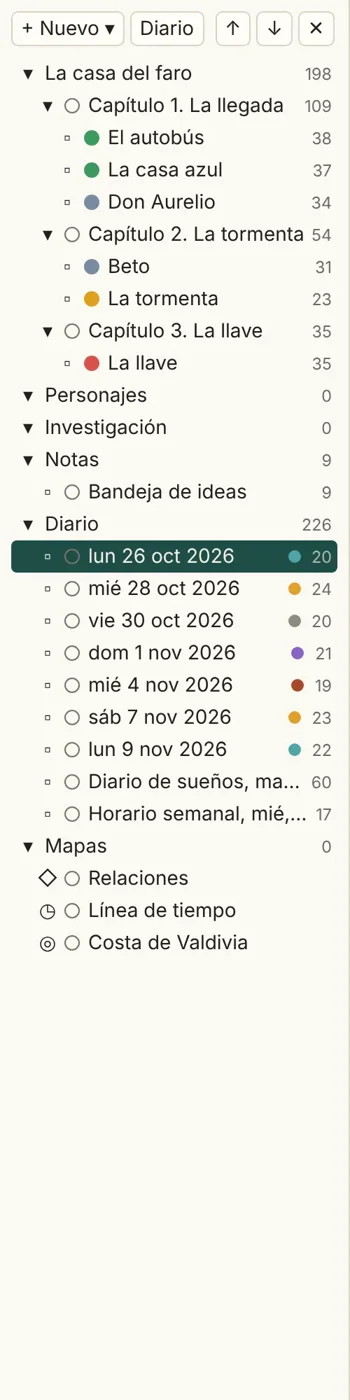 + Nuevo ▾ Diario ↑ ↓ ✕
▼ La casa del faro 198
▼ Capítulo 1. La llegada 109
El autobús 38
La casa azul 37
Don Aurelio 34
▼ Capítulo 2. La tormenta 54
Beto 31
La tormenta 23
▼ Capítulo 3. La llave 35
La llave 35
▼ Personajes 0
▼ Investigación 0
▼ Notas 9
Bandeja de ideas 9
▼ Diario 226
lun 26 oct 2026 20
mié 28 oct 2026 24
vie 30 oct 2026 20
dom 1 nov 2026 21
mié 4 nov 2026 19
sáb 7 nov 2026 23
lun 9 nov 2026 22
Diario de sueños, ma... 60
Horario semanal, mié,... 17
▼ Mapas 0
Relaciones
Línea de tiempo
Costa de Valdivia